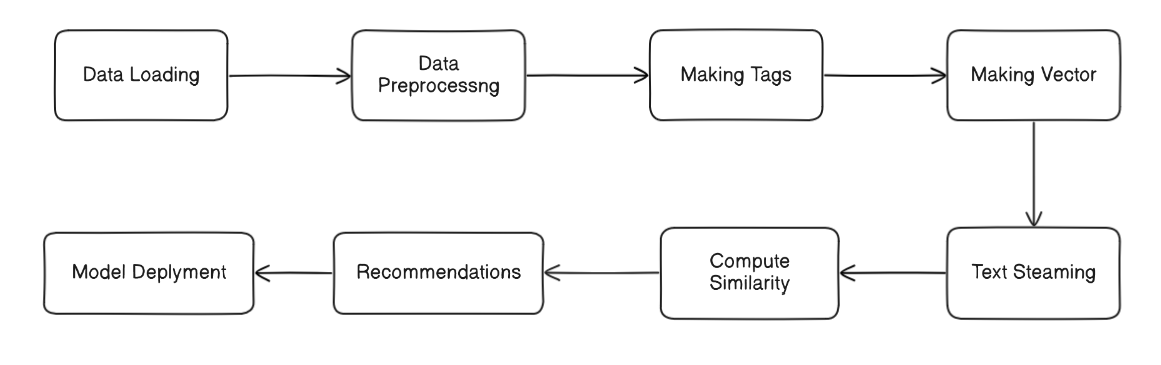 Data Loading
Data
Preprocessng
Making Tags
Making Vector
Text Steaming
Compute
Similarity
Recommendations
Model Deplyment